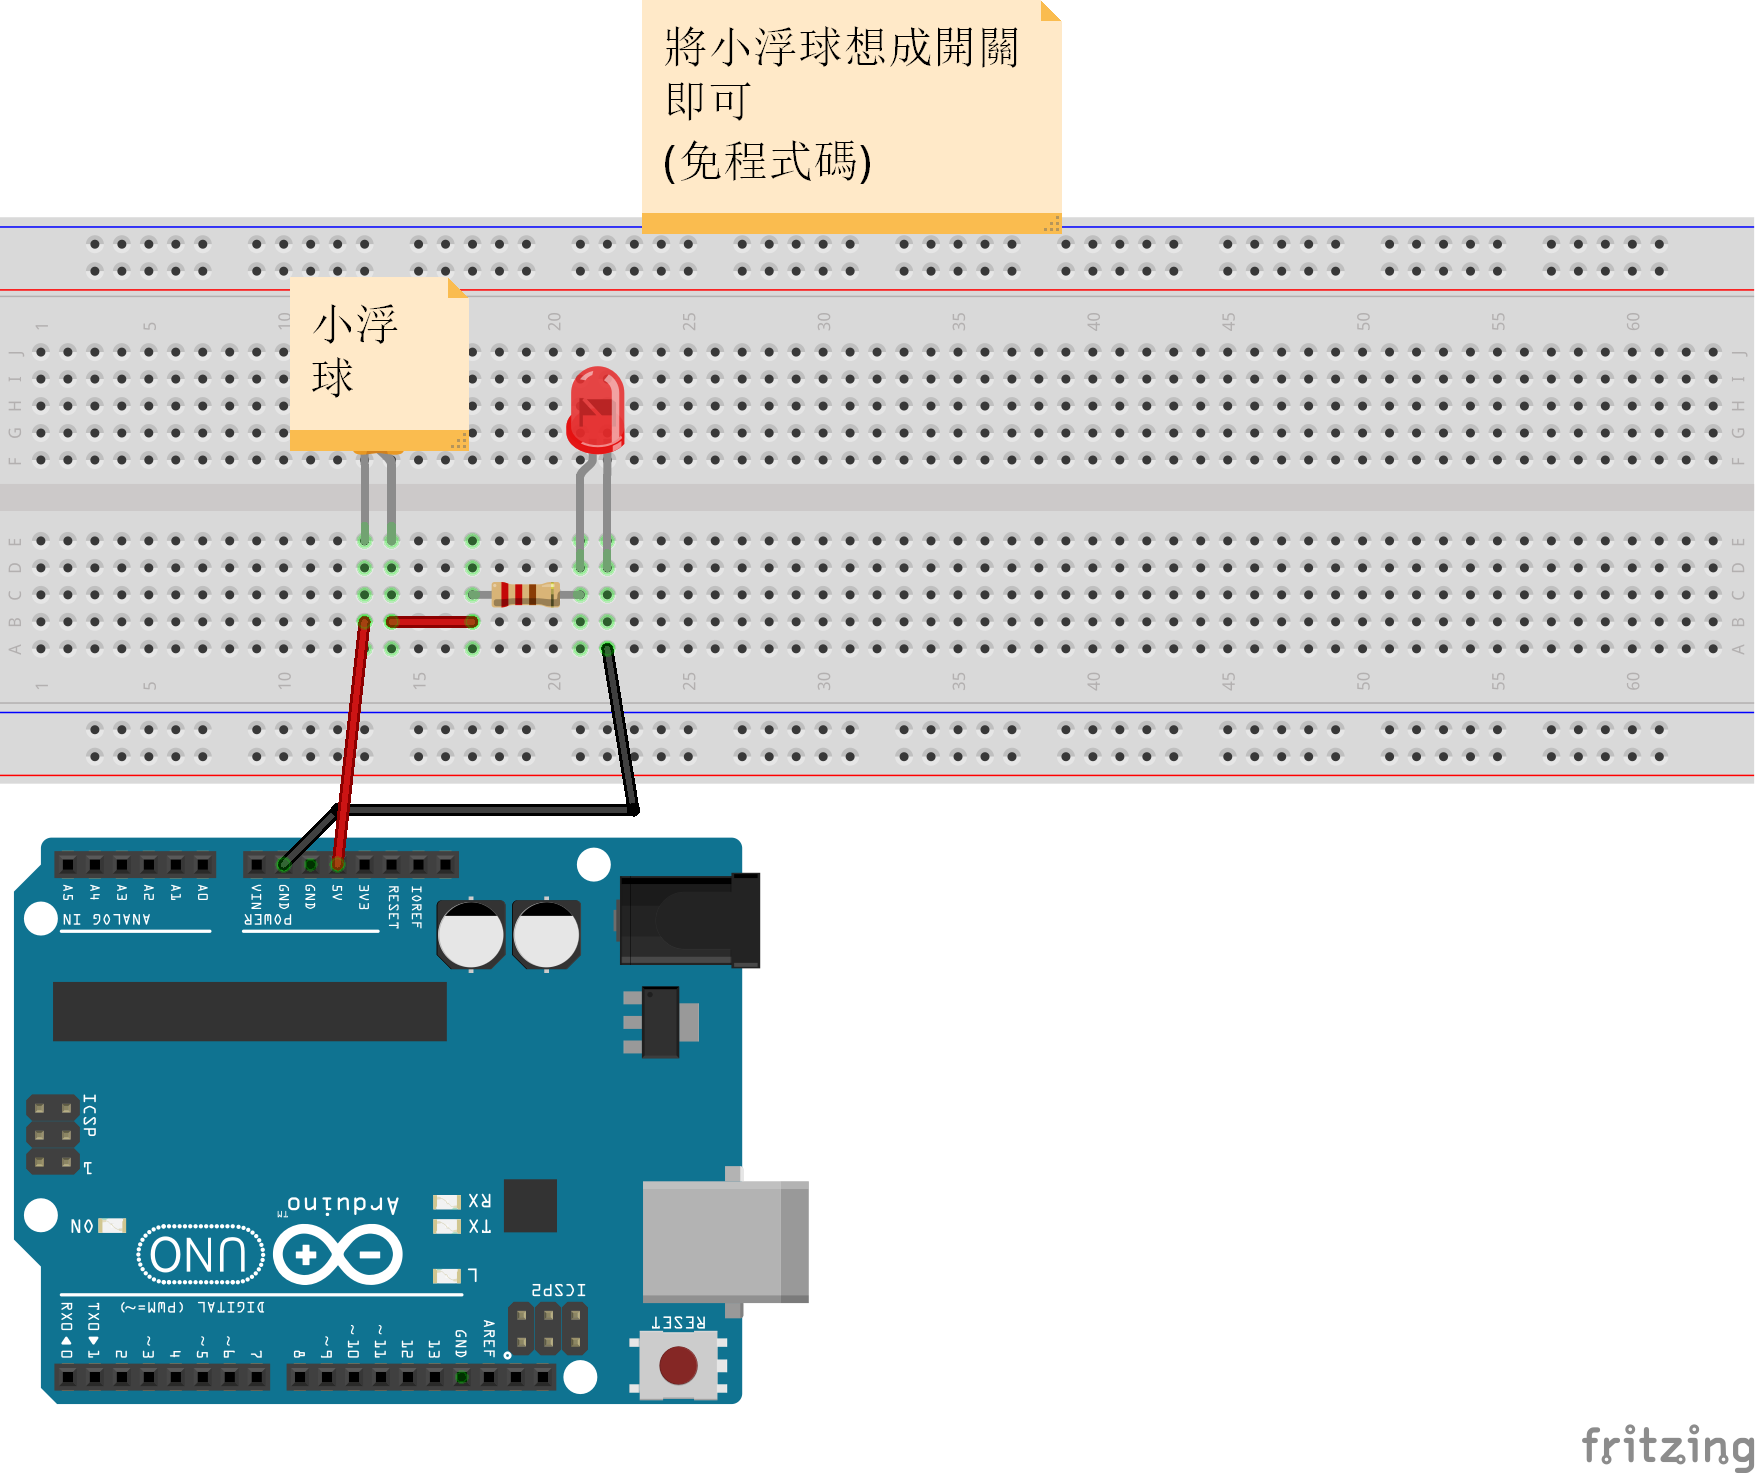 將小浮球想成開關
即可
(免程式碼)
小浮
球
1 5 10 20 25 30 35 40 45 50 55 60
J J
I I
H H
G G
F F
E E
D D
C C
B B
A A
1 5 10 15 20 25 30 35 40 45 50 55 60
A5 A4 A3 A2 A1 A0 VIN GND GND 5V 3V3 RESET IOREF
ANALOG IN POWER
ICSP
1
Arduino™
RX
TX
ON
UNO
L
ICSP2
DIGITAL (PWM=~)
RESET
RX0◄0 TX0►1 2 ~3 4 ~5 ~6 7 8 ~9 ~10 ~11 12 13 GND AREF
fritzing